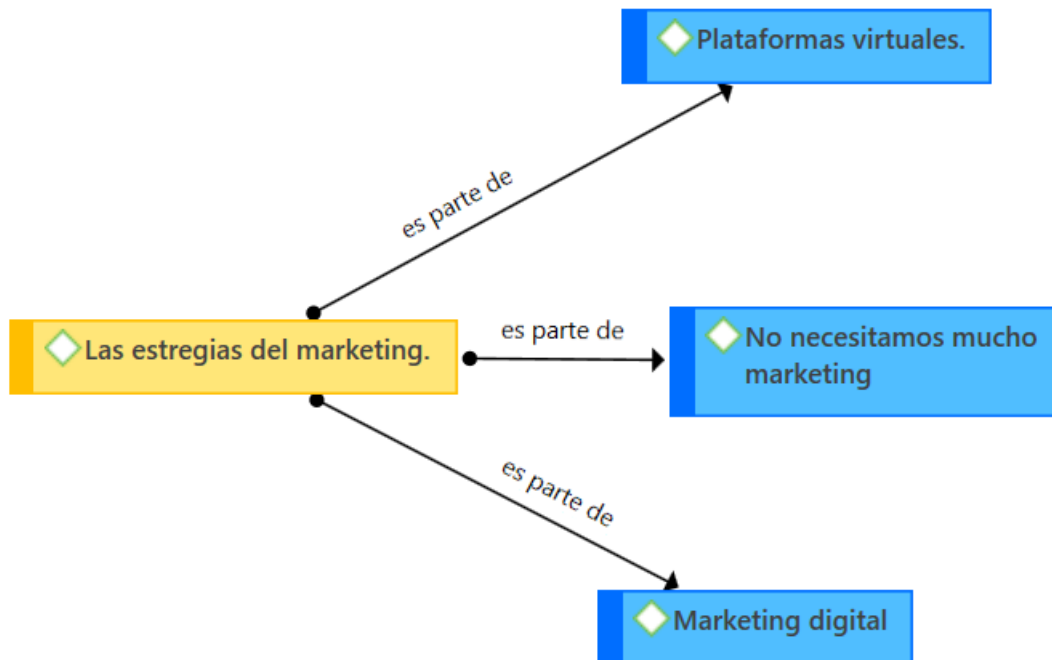 Plataformas virtuales.
es parte de
Las estregias del marketing.
es parte de
No necesitamos mucho
marketing
es parte de
Marketing digital